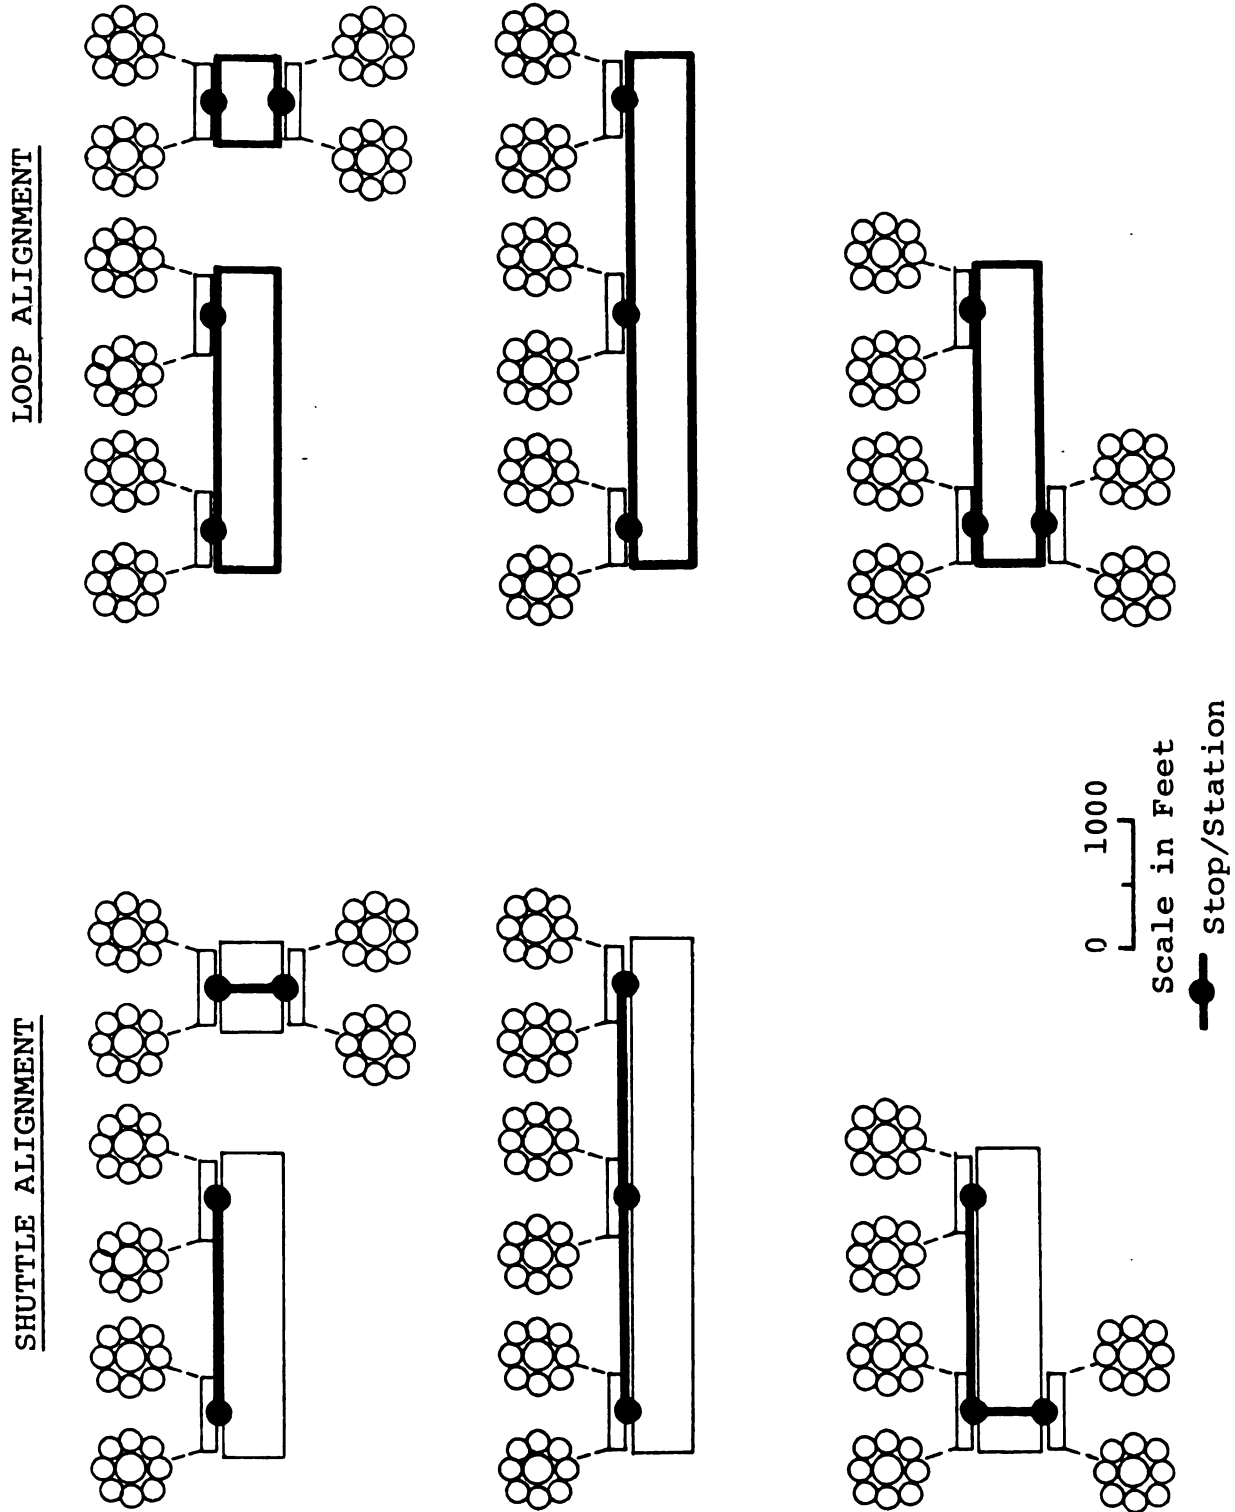 SHUTTLE ALIGNMENT
LOOP ALIGNMENT
0 1000
Scale in Feet
Stop/Station